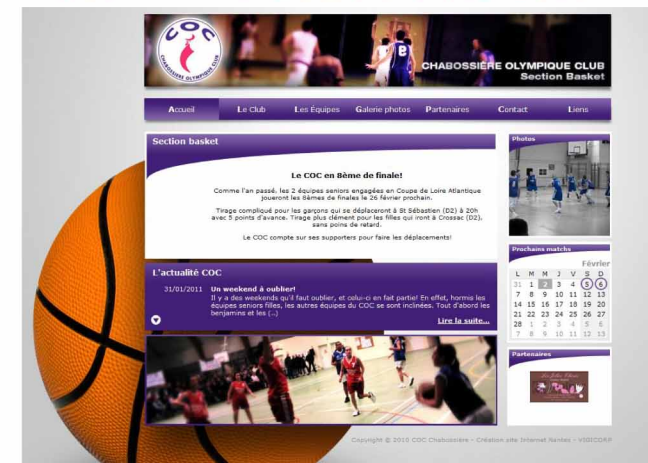 COC
CHABOSSIÈRE OLYMPIQUE CLUB
CHABOSSIÈRE OLYMPIQUE CLUB
Section Basket
Accueil Le Club Les Équipes Galerie photos Partenaires Contact Liens
Section basket
Le COC en 8ème de finale!
Comme l'an passé, les 2 équipes seniors engagées en Coupe de Loire Atlantique
joueront les 8èmes de finales le 26 février prochain.
Tirage compliqué pour les garçons qui se déplaceront à St Sébastien (D2) à 20h
avec 5 points d'avance. Tirage plus clément pour les filles qui iront à Crossac (D2),
sans poins de retard.
Le COC compte sur ses supporters pour faire les déplacements!
L'actualité COC
31/01/2011 Un weekend à oublier!
Il y a des weekends qu'il faut oublier, et celui-ci en fait partie! En effet, hormis les
équipes seniors filles, les autres équipes du COC se sont inclinées. Tout d'abord les
benjamins et les (...)
Lire la suite...
Photos
Prochains matchs
Février
L M M J V S D
31 1 2 3 4 5 6
7 8 9 10 11 12 13
14 15 16 17 18 19 20
21 22 23 24 25 26 27
28 1 2 3 4 5 6
7 8 9 10 11 12 13
Partenaires
Copyright © 2010 COC Chabossière - Création site Internet Nantes - VIDICORP